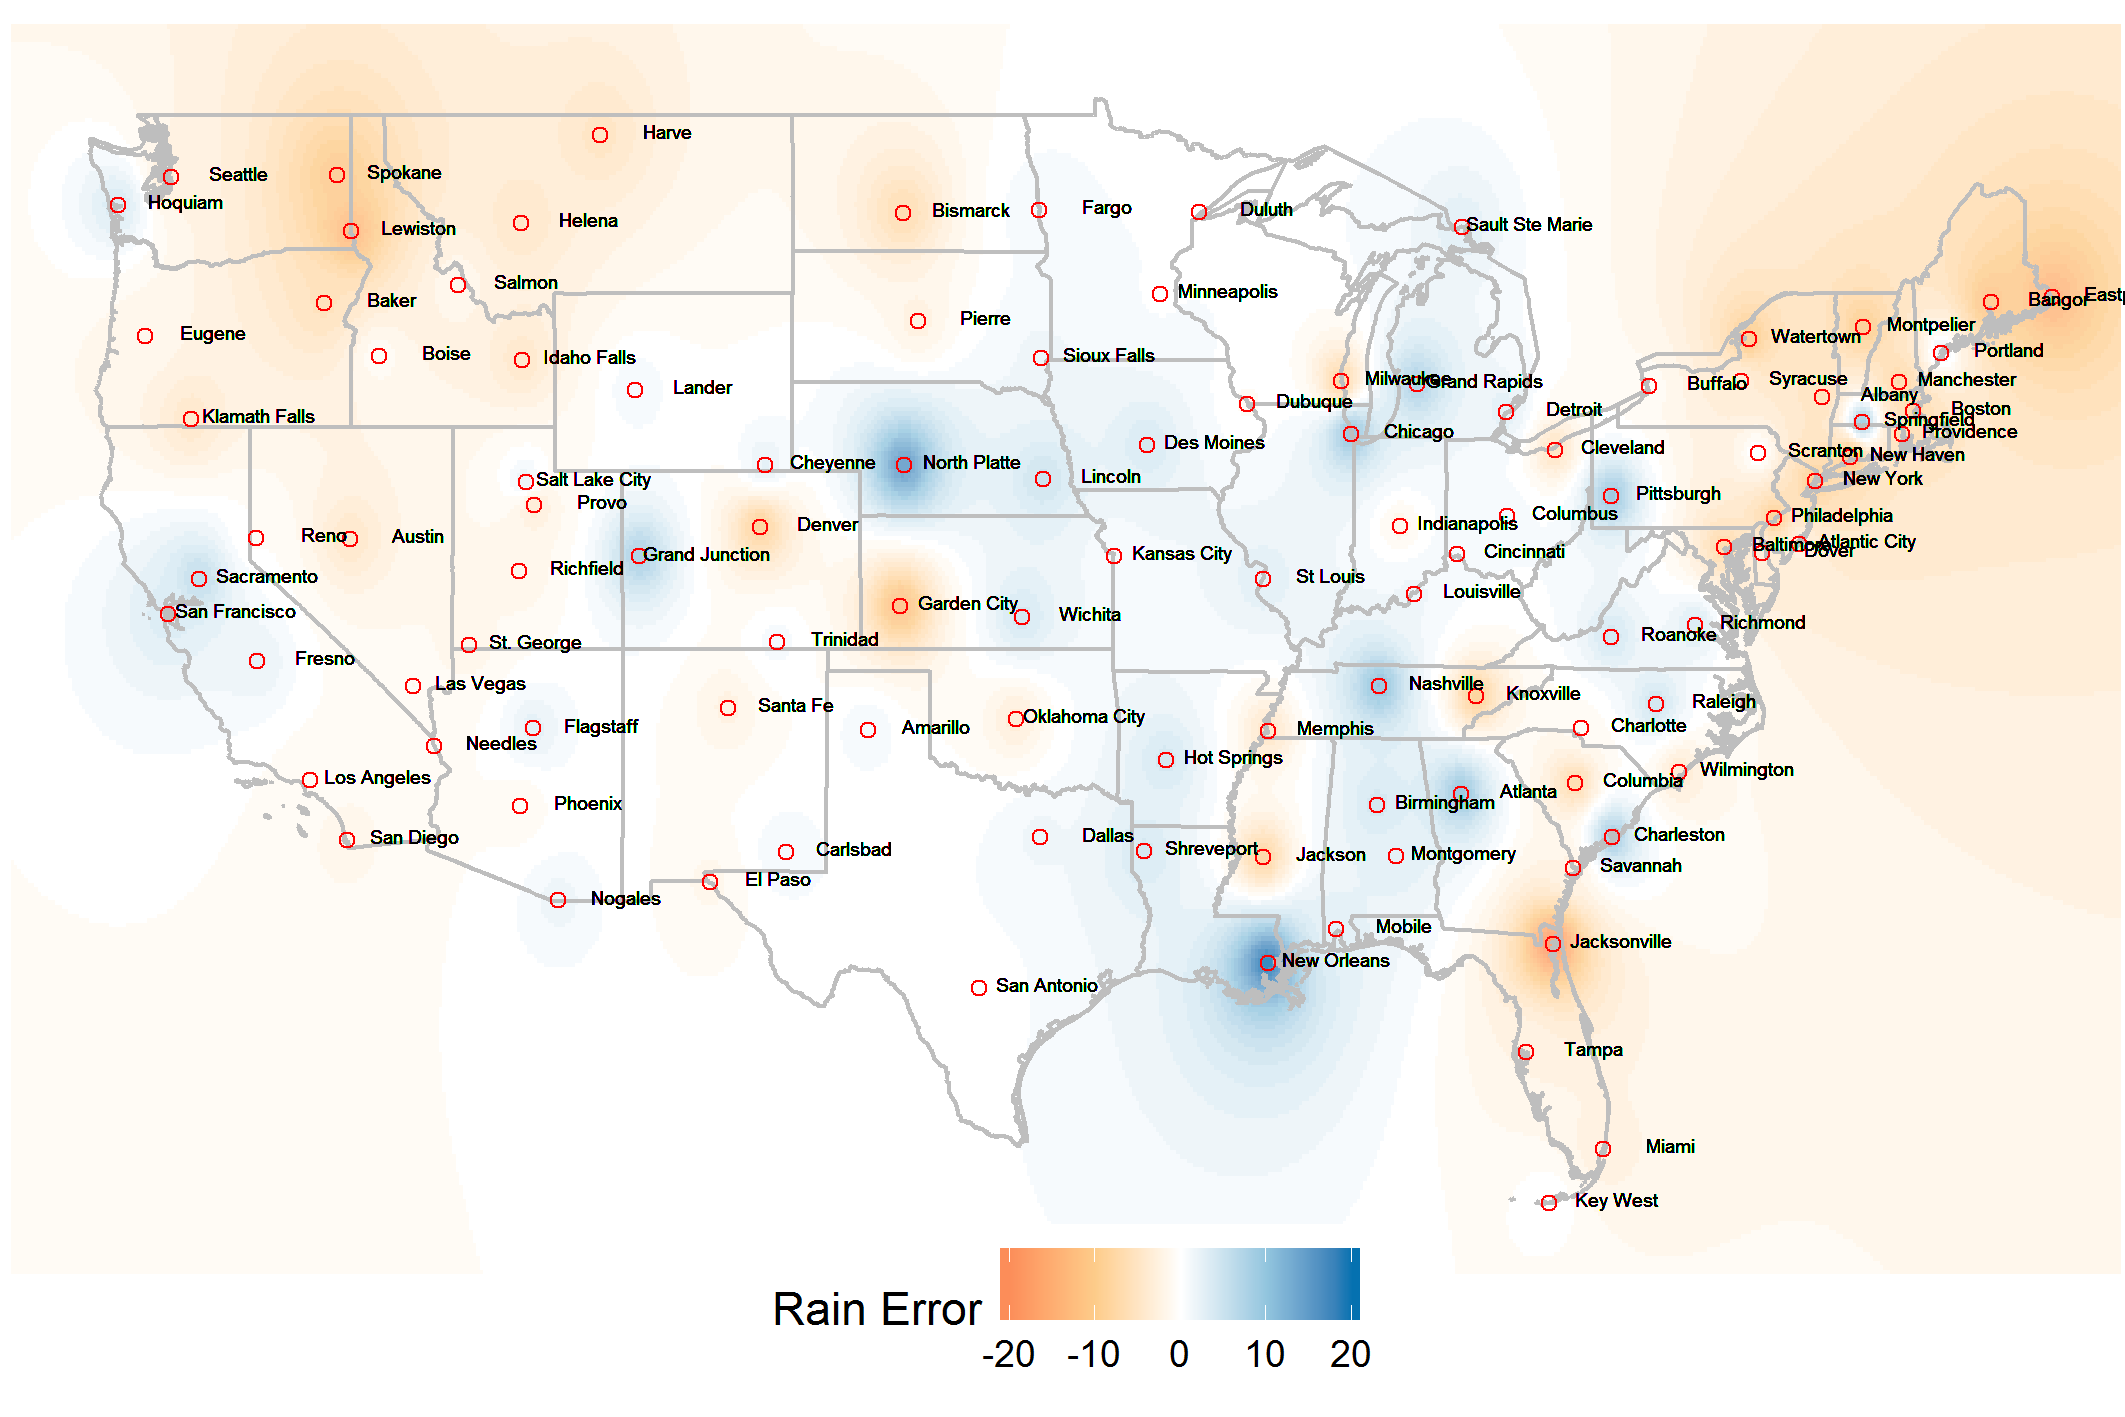 Harve
Seattle
Spokane
Hoquiam
Bismarck
Fargo
Duluth
Helena
Lewiston
Sault Ste Marie
Salmon
Minneapolis
Baker
Bangor
Eastp
Pierre
Montpelier
Eugene
Watertown
Portland
Boise
Idaho Falls
Sioux Falls
Milwaukee
Grand Rapids
Syracuse
Manchester
Lander
Buffalo
Albany
Dubuque
Detroit
Boston
Klamath Falls
Springfield
Chicago
Providence
Des Moines
Cleveland
Scranton
New Haven
Cheyenne
North Platte
Salt Lake City
Lincoln
New York
Provo
Pittsburgh
Columbus
Philadelphia
Denver
Indianapolis
Reno
Austin
Baltimore
Atlantic City
Dover
Grand Junction
Kansas City
Cincinnati
Richfield
Sacramento
St Louis
Louisville
San Francisco
Garden City
Wichita
Richmond
Roanoke
St. George
Trinidad
Fresno
Las Vegas
Nashville
Knoxville
Santa Fe
Raleigh
Oklahoma City
Flagstaff
Amarillo
Memphis
Charlotte
Needles
Hot Springs
Los Angeles
Wilmington
Columbia
Phoenix
Birmingham
Atlanta
San Diego
Dallas
Charleston
Carlsbad
Shreveport
Jackson
Montgomery
Savannah
El Paso
Nogales
Mobile
Jacksonville
New Orleans
San Antonio
Tampa
Miami
Key West
Rain Error
-20 -10 0 10 20